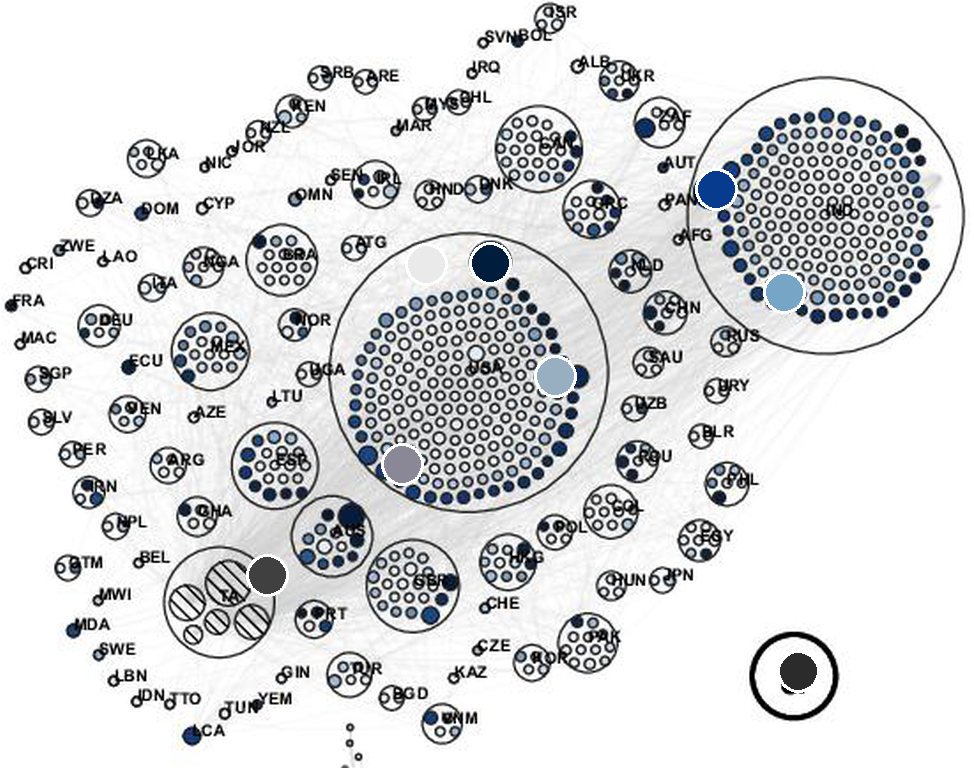 ISR
SVN BOL
ALB
IRQ
UKR
SRB ARE
MYS CHL
KEN
ZAF
MAR
NZL
JOR
CAN
LKA
NIC
AUT
SEN IRL
HND DNK
OMN
DZA
DOM
CYP
GRC
PAN
IND
AFG
ZWE
LAO
BRA
ATG
CRI
NGA
NLD
ITA
FRA
CHN
DEU
NOR
MAC
MEX
RUS
ECU
SAU
USA
SGP
UGA
URY
LTU
SLV
VEN
AZE
UZB
BLR
PER
ARG
ESP
ROU
IRN
PHL
NPL
GHA
COL
AUS
POL
EGY
GTM
BEL
HKG
TA
GBR
HUN JPN
MWI
CHE
MDA
PRT
SWE
CZE
PAK
KOR
LBN
GIN
KAZ
IDN TTO
YEM
BGD
TUN
VNM
LCA